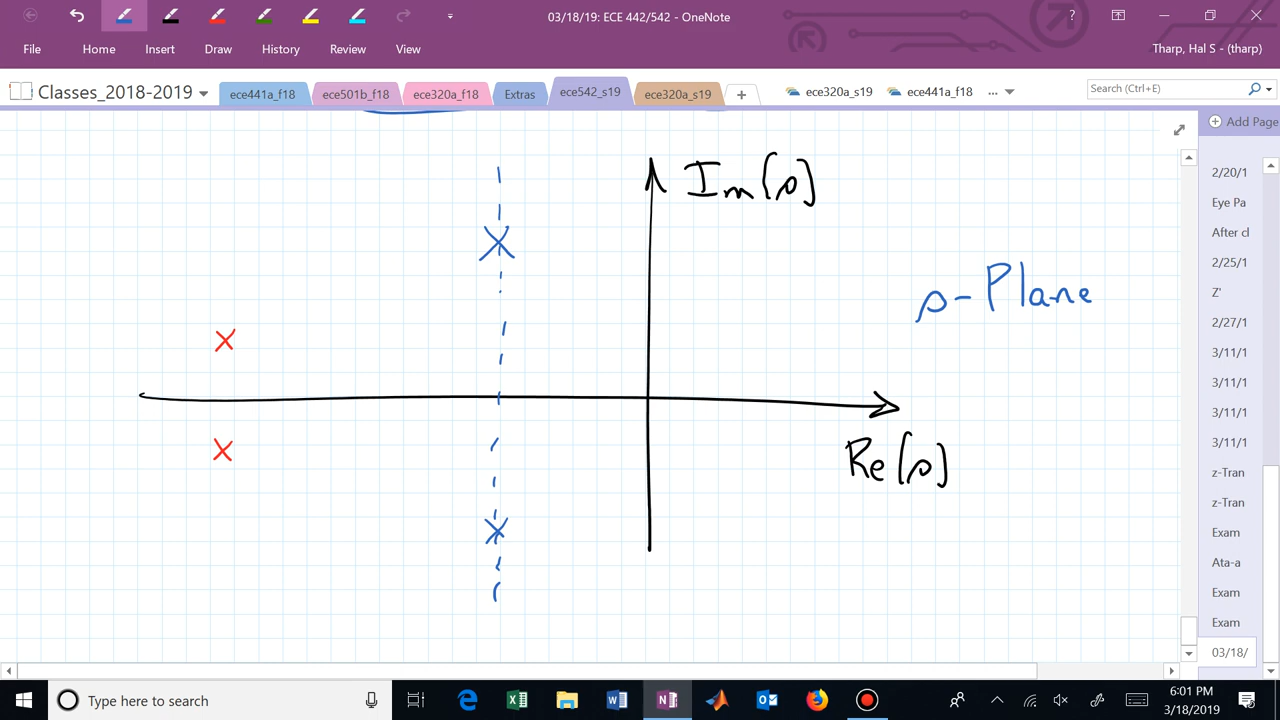 03/18/19: ECE 442/542 - OneNote
?
File
Home
Insert
Draw
History
Review
View
Tharp, Hal S - (tharp)
Classes_2018-2019
ece441a_f18
ece501b_f18
ece320a_f18
Extras
ece542_s19
ece320a_s19
+
ece320a_s19
ece441a_f18
...
Search (Ctrl+E)
Add Page
2/20/1
Eye Pa
After cl
2/25/1
Z'
2/27/1
3/11/1
3/11/1
3/11/1
3/11/1
z-Tran
z-Tran
Exam
Ata-a
Exam
Exam
03/18/
Im[s]
s-Plane
Re[s]
X
X
X
X
Type here to search
6:01 PM
3/18/2019